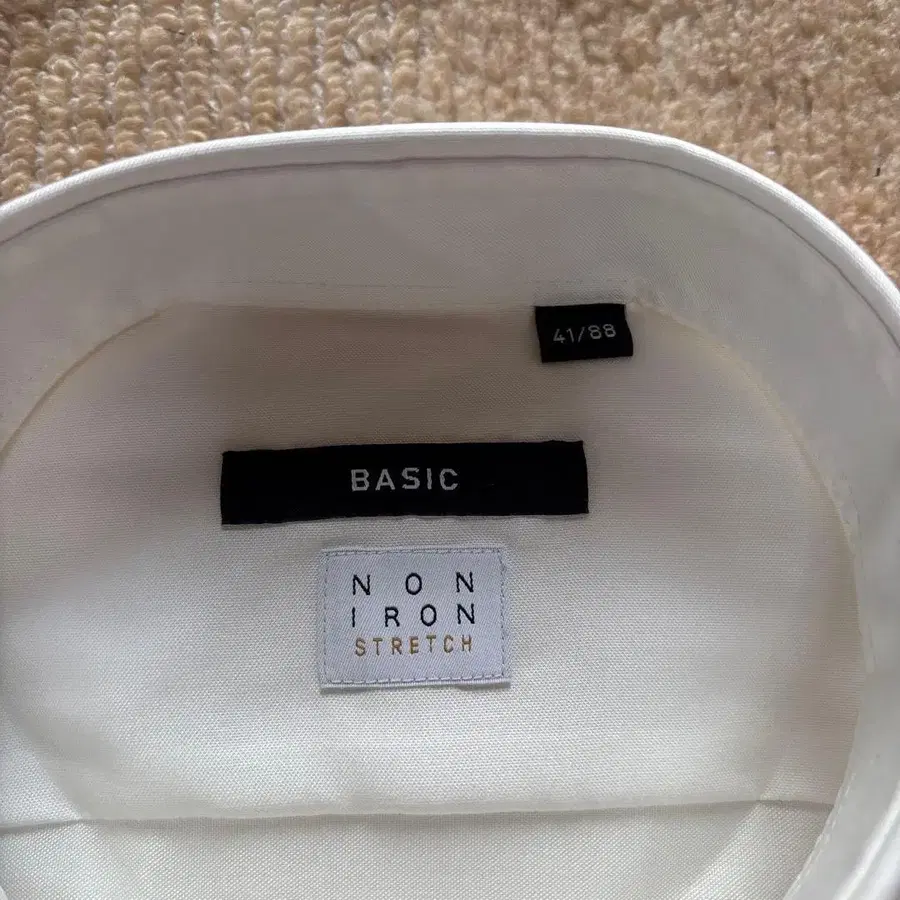 41/88
BASIC
NON
IRON
STRETCH